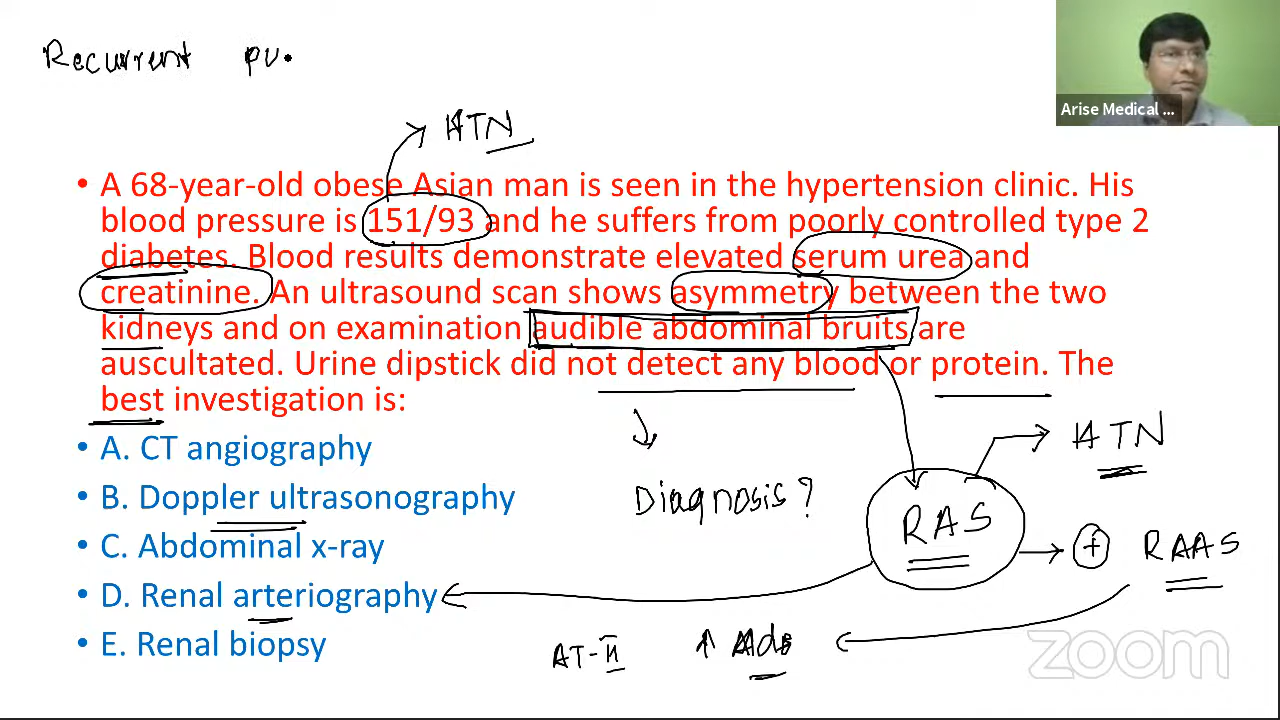 Recurrent pu
Arise Medical ...
HTN
• A 68-year-old obese Asian man is seen in the hypertension clinic. His
blood pressure is 151/93 and he suffers from poorly controlled type 2
diabetes. Blood results demonstrate elevated serum urea and
creatinine. An ultrasound scan shows asymmetry between the two
kidneys and on examination audible abdominal bruits are
auscultated. Urine dipstick did not detect any blood or protein. The
best investigation is:
• A. CT angiography
• B. Doppler ultrasonography
• C. Abdominal x-ray
• D. Renal arteriography
• E. Renal biopsy
Diagnosis?
HTN
RAS
+ RAAS
AT-II ↑ Ado
zoom